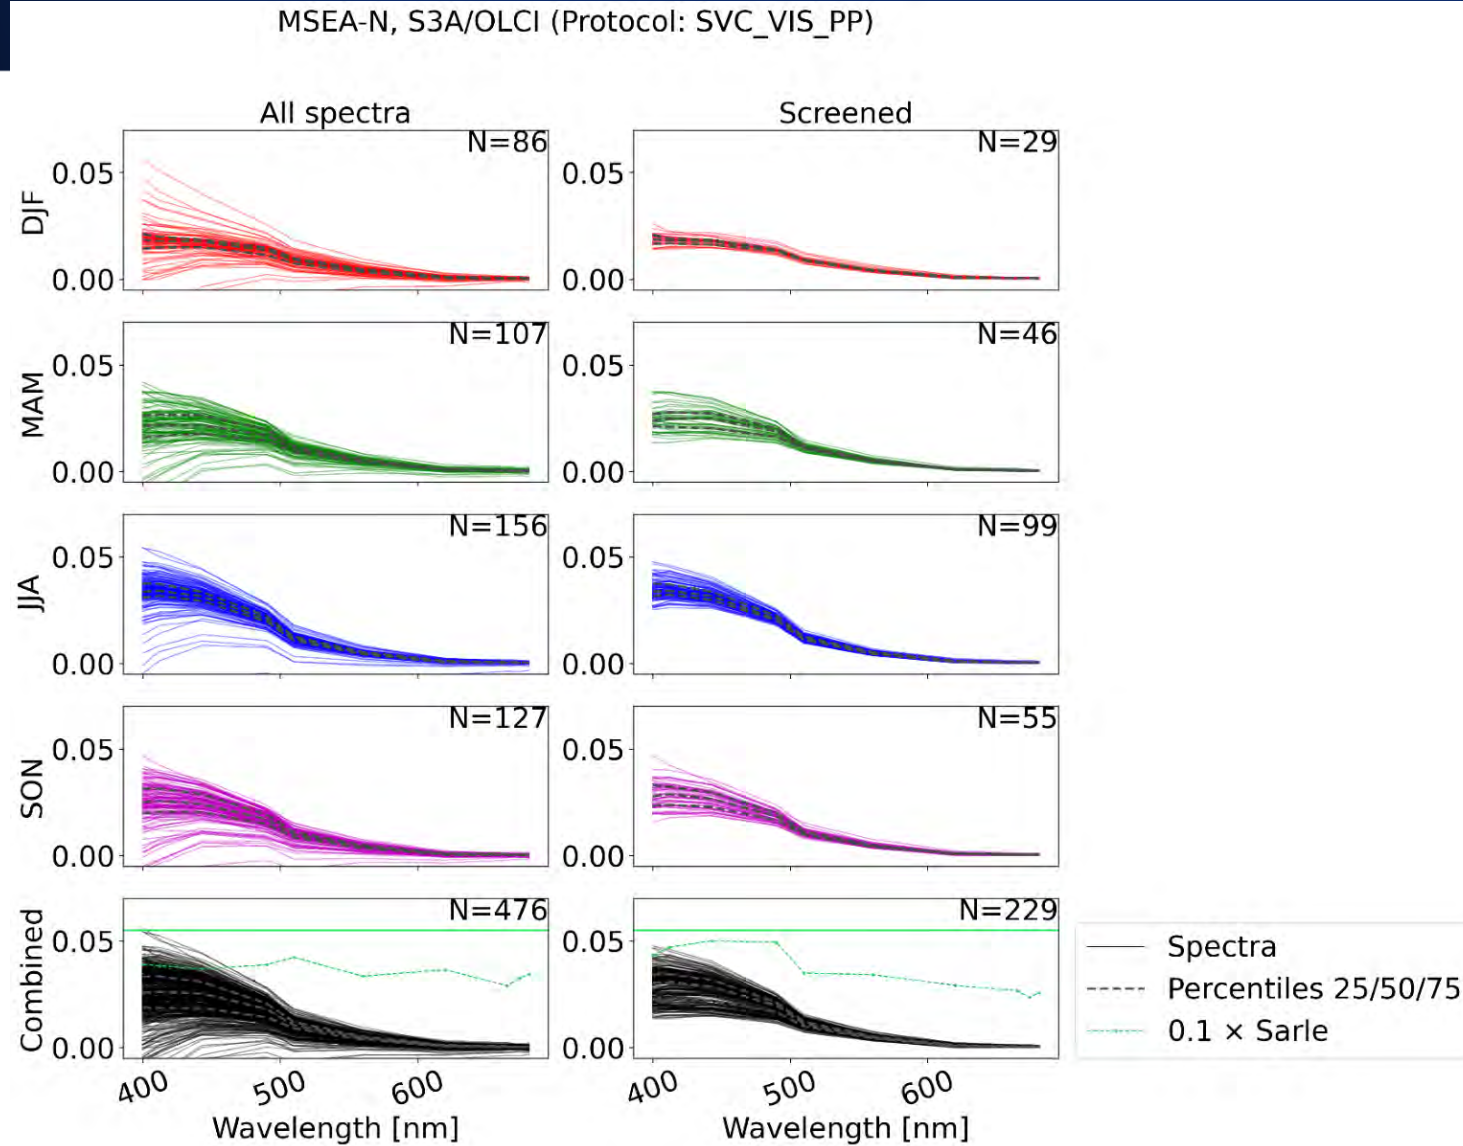 MSEA-N, S3A/OLCI (Protocol: SVC_VIS_PP)
All spectra
Screened
DJF
0.05
0.00
N=86
0.05
0.00
N=29
MAM
0.05
0.00
N=107
0.05
0.00
N=46
JJA
0.05
0.00
N=156
0.05
0.00
N=99
SON
0.05
0.00
N=127
0.05
0.00
N=55
Combined
0.05
0.00
N=476
0.05
0.00
N=229
400 500 600
400 500 600
Wavelength [nm]
Wavelength [nm]
Spectra
Percentiles 25/50/75
0.1 × Sarle